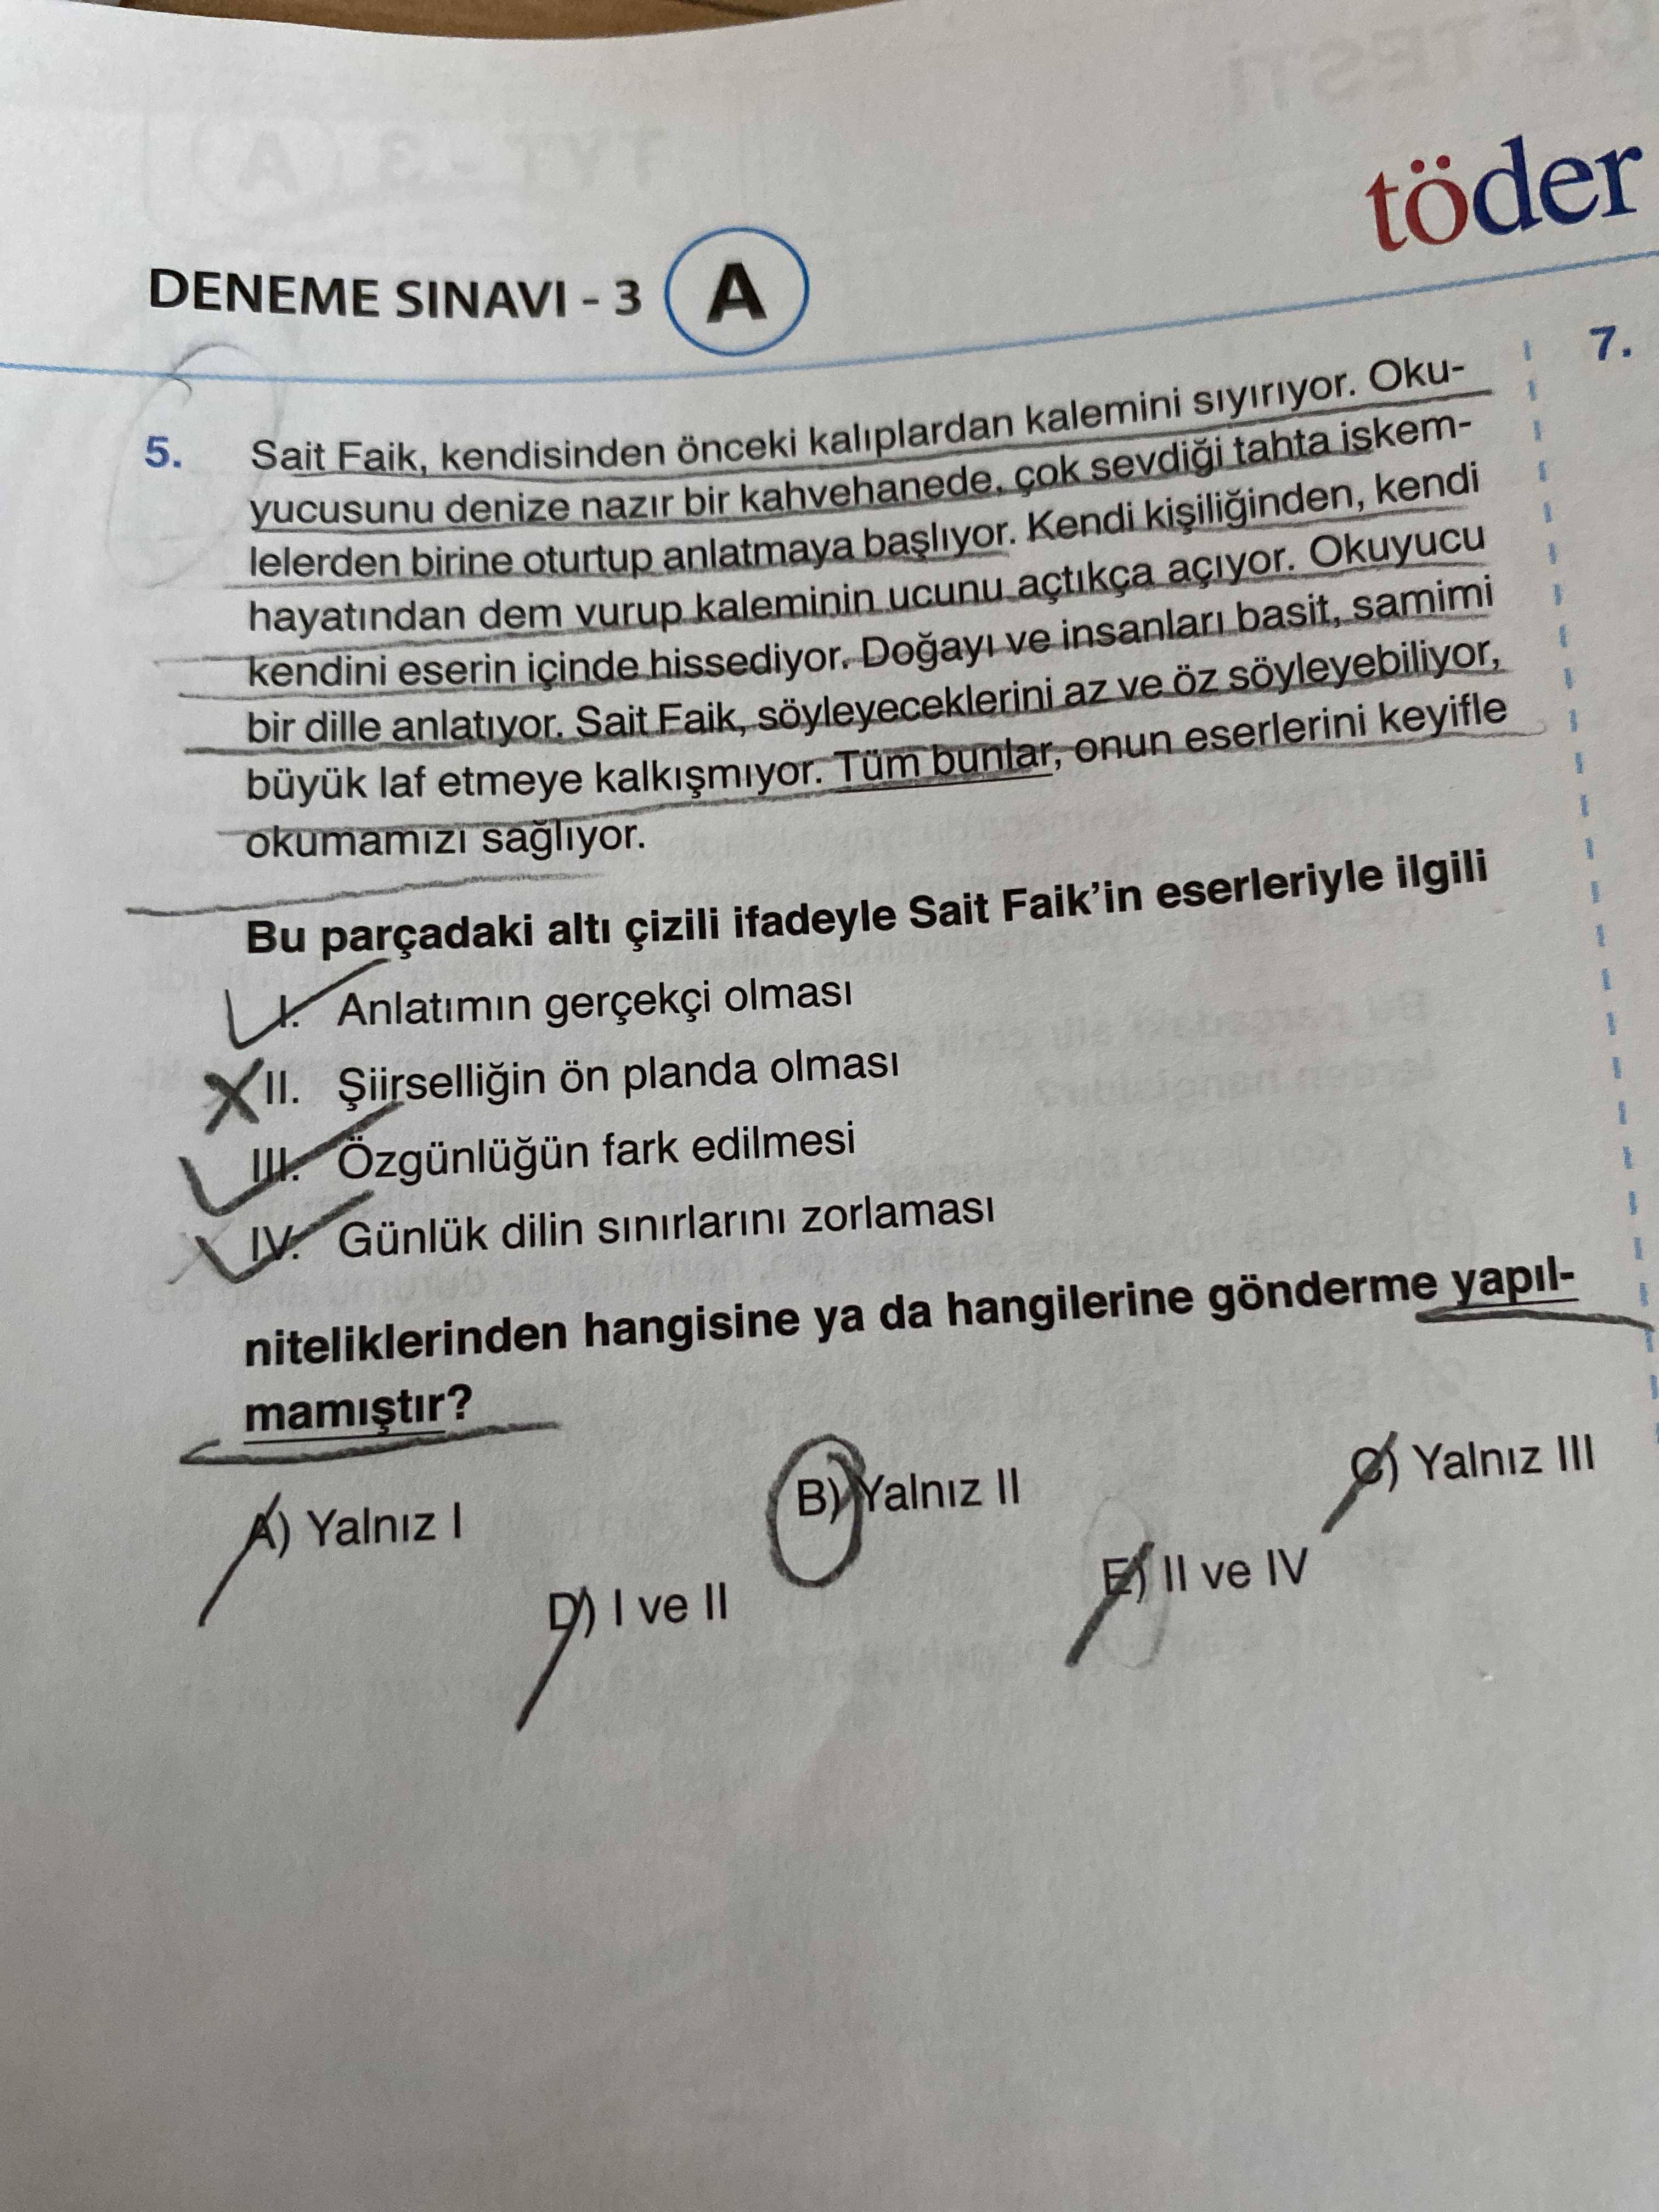 töder
DENEME SINAVI - 3 A
5. Sait Faik, kendisinden önceki kalıplardan kalemini sıyırıyor. Oku-
yucusunu denize nazır bir kahvehanede, çok sevdiği tahta iskem-
lelerden birine oturtup anlatmaya başlıyor. Kendi kişiliğinden, kendi
hayatından dem vurup kaleminin ucunu açtıkça açıyor. Okuyucu
kendini eserin içinde hissediyor. Doğayı ve insanları basit, samimi
bir dille anlatıyor. Sait Faik, söyleyeceklerini az ve öz söyleyebiliyor,
büyük laf etmeye kalkışmıyor. Tüm bunlar, onun eserlerini keyifle
okumamızı sağlıyor.
Bu parçadaki altı çizili ifadeyle Sait Faik'in eserleriyle ilgili
I. Anlatımın gerçekçi olması
II. Şiirselliğin ön planda olması
III. Özgünlüğün fark edilmesi
IV. Günlük dilin sınırlarını zorlaması
niteliklerinden hangisine ya da hangilerine gönderme yapıl-
mamıştır?
A) Yalnız I B) Yalnız II C) Yalnız III
D) I ve II E) II ve IV
7.